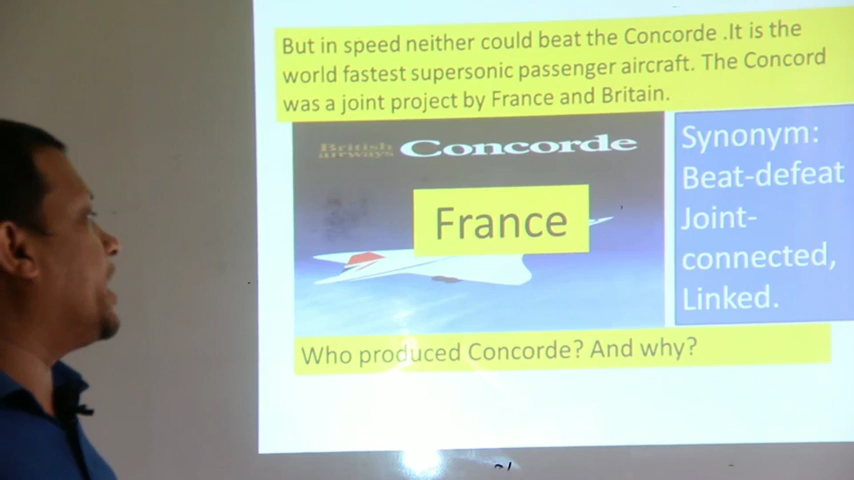 But in speed neither could beat the Concorde .It is the
world fastest supersonic passenger aircraft. The Concord
was a joint project by France and Britain.
British
airways
Concorde
France
Synonym:
Beat-defeat
Joint-
connected,
Linked.
Who produced Concorde? And why?